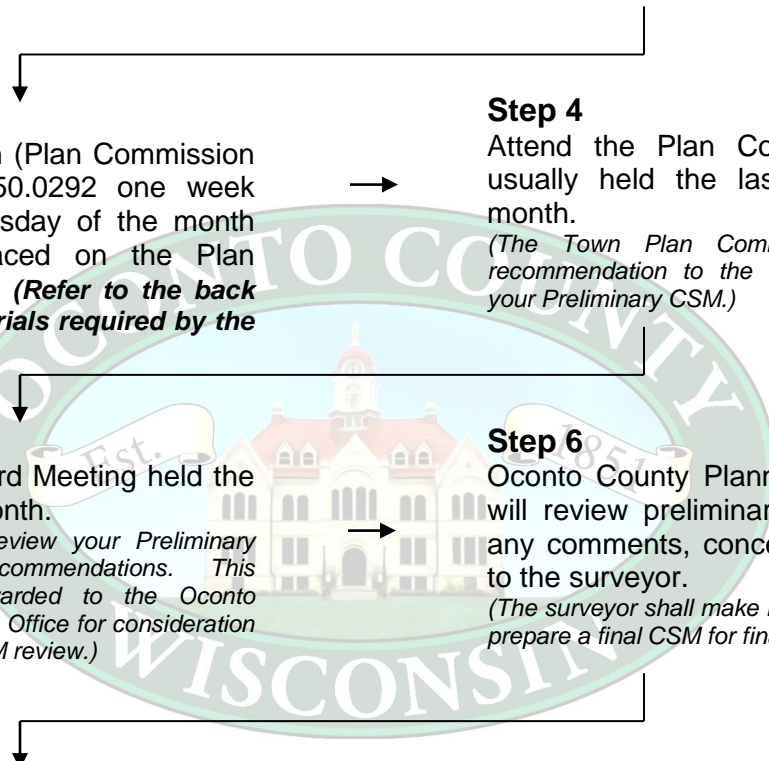 n (Plan Commission
50.0292 one week
sday of the month
aced on the Plan
(Refer to the back
rials required by the
Step 4
Attend the Plan Co
usually held the las
month.
(The Town Plan Comm
recommendation to the
your Preliminary CSM.)
rd Meeting held the
onth.
eview your Preliminary
commendations. This
arded to the Oconto
Office for consideration
M review.)
Step 6
Oconto County Plann
will review preliminar
any comments, conce
to the surveyor.
(The surveyor shall make
prepare a final CSM for fina
OCONTO COUNTY
Est. 1851
WISCONSIN